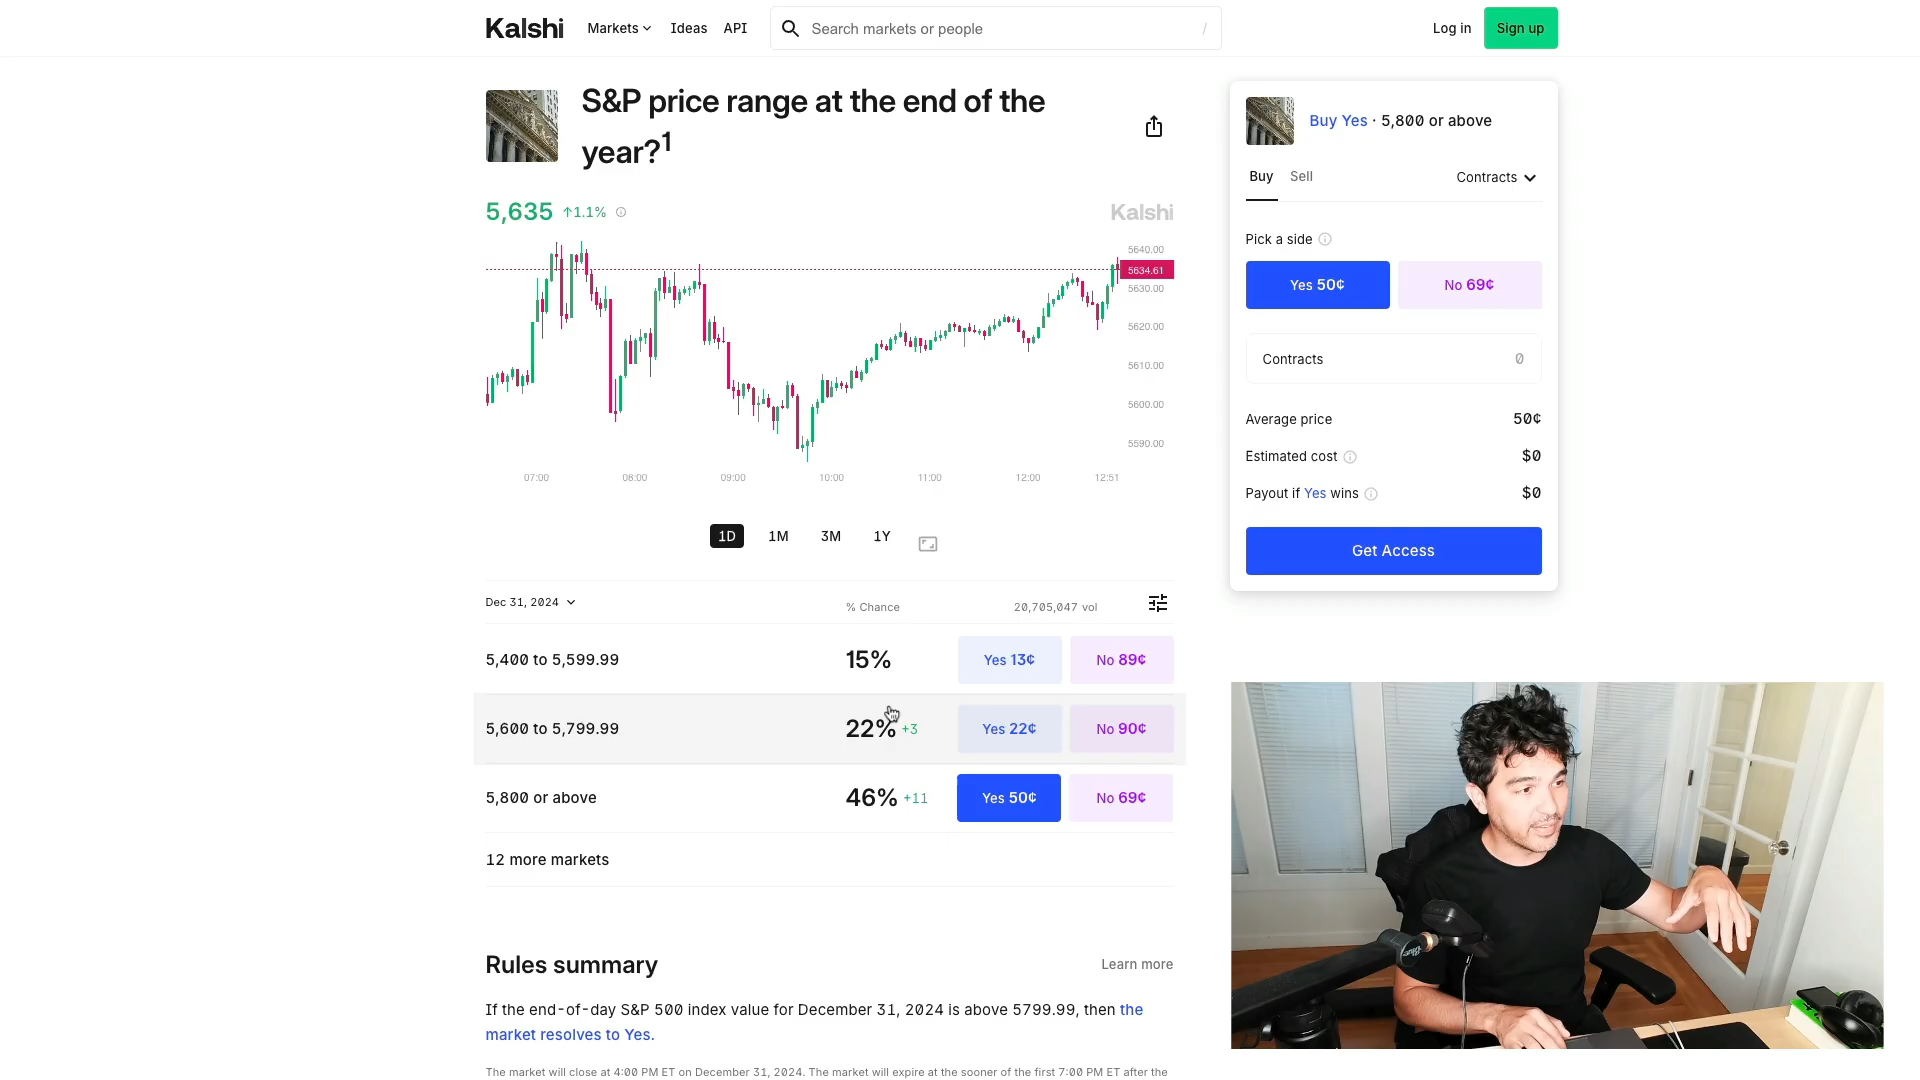 Kalshi
Markets
Ideas
API
Search markets or people
/
Log in
Sign up
S&P price range at the end of the
year?1
5,635
↑1.1%
Kalshi
5640.00
5634.61
5630.00
5620.00
5610.00
5600.00
5590.00
07:00
08:00
09:00
10:00
11:00
12:00
12:51
1D
1M
3M
1Y
Dec 31, 2024
% Chance
20,705,047 vol
5,400 to 5,599.99
15%
Yes 13¢
No 89¢
5,600 to 5,799.99
22% +3
Yes 22¢
No 90¢
5,800 or above
46% +11
Yes 50¢
No 69¢
12 more markets
Rules summary
Learn more
If the end-of-day S&P 500 index value for December 31, 2024 is above 5799.99, then the
market resolves to Yes.
The market will close at 4:00 PM ET on December 31, 2024. The market will expire at the sooner of the first 7:00 PM ET after the
Buy Yes · 5,800 or above
Buy
Sell
Contracts
Pick a side
Yes 50¢
No 69¢
Contracts
0
Average price
50¢
Estimated cost
$0
Payout if Yes wins
$0
Get Access